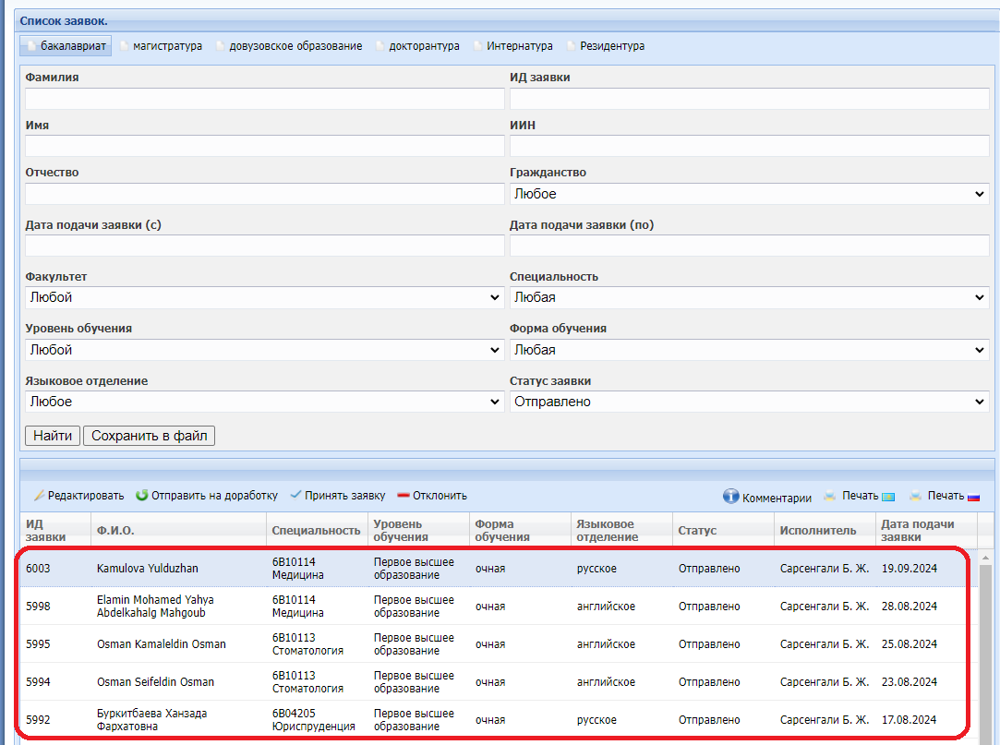 Список заявок.
бакалавриат магистратура довузовское образование докторантура Интернатура Резидентура
Фамилия ИД заявки
Имя ИИН
Отчество Гражданство
Любое
Дата подачи заявки (с) Дата подачи заявки (по)
Факультет Специальность
Любой Любая
Уровень обучения Форма обучения
Любой Любая
Языковое отделение Статус заявки
Любое Отправлено
Найти Сохранить в файл
Редактировать Отправить на доработку Принять заявку Отклонить Комментарии Печать Печать
ИД Уровень Форма Языковое Дата подачи
Ф.И.О. Специальность Статус Исполнитель
заявки обучения обучения отделение заявки
6B10114 Первое высшее
6003 Kamulova Yulduzhan очная русское Отправлено Сарсенгали Б. Ж. 19.09.2024
Медицина образование
Elamin Mohamed Yahya 6B10114 Первое высшее
5998 очная английское Отправлено Сарсенгали Б. Ж. 28.08.2024
Abdelkahalg Mahgoub Медицина образование
6B10113 Первое высшее
5995 Osman Kamaleldin Osman очная английское Отправлено Сарсенгали Б. Ж. 25.08.2024
Стоматология образование
6B10113 Первое высшее
5994 Osman Seifeldin Osman очная английское Отправлено Сарсенгали Б. Ж. 23.08.2024
Стоматология образование
Буркитбаева Ханзада 6B04205 Первое высшее
5992 очная русское Отправлено Сарсенгали Б. Ж. 17.08.2024
Фархатовна Юриспруденция образование